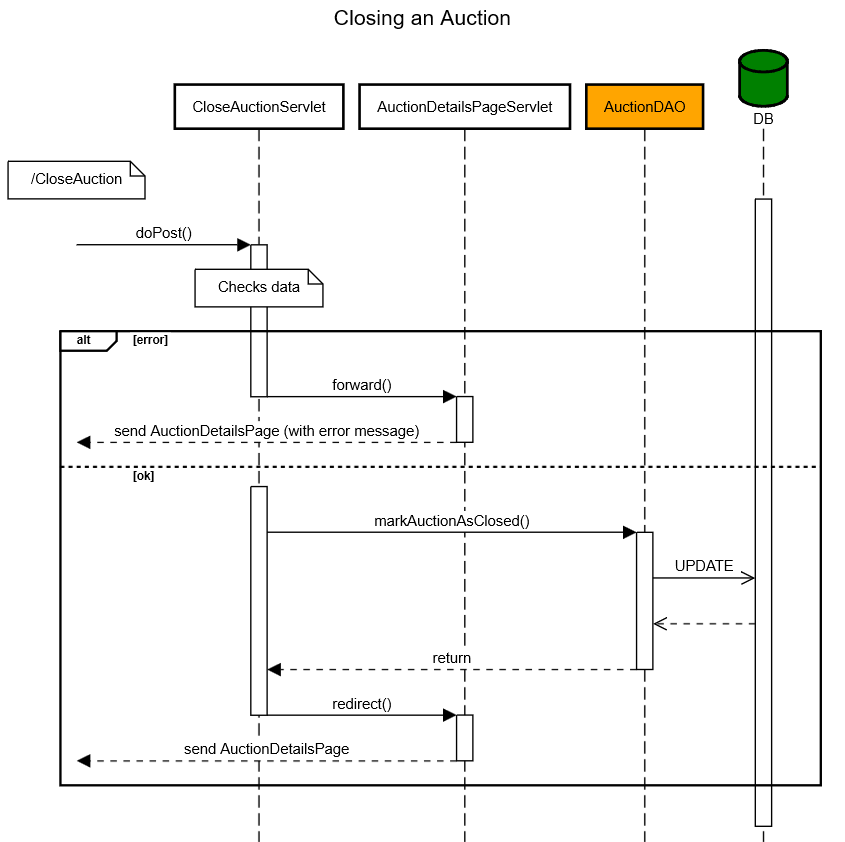 Closing an Auction
CloseAuctionServlet
AuctionDetailsPageServlet
AuctionDAO
DB
/CloseAuction
doPost()
Checks data
alt
[error]
forward()
send AuctionDetailsPage (with error message)
[ok]
markAuctionAsClosed()
UPDATE
return
redirect()
send AuctionDetailsPage